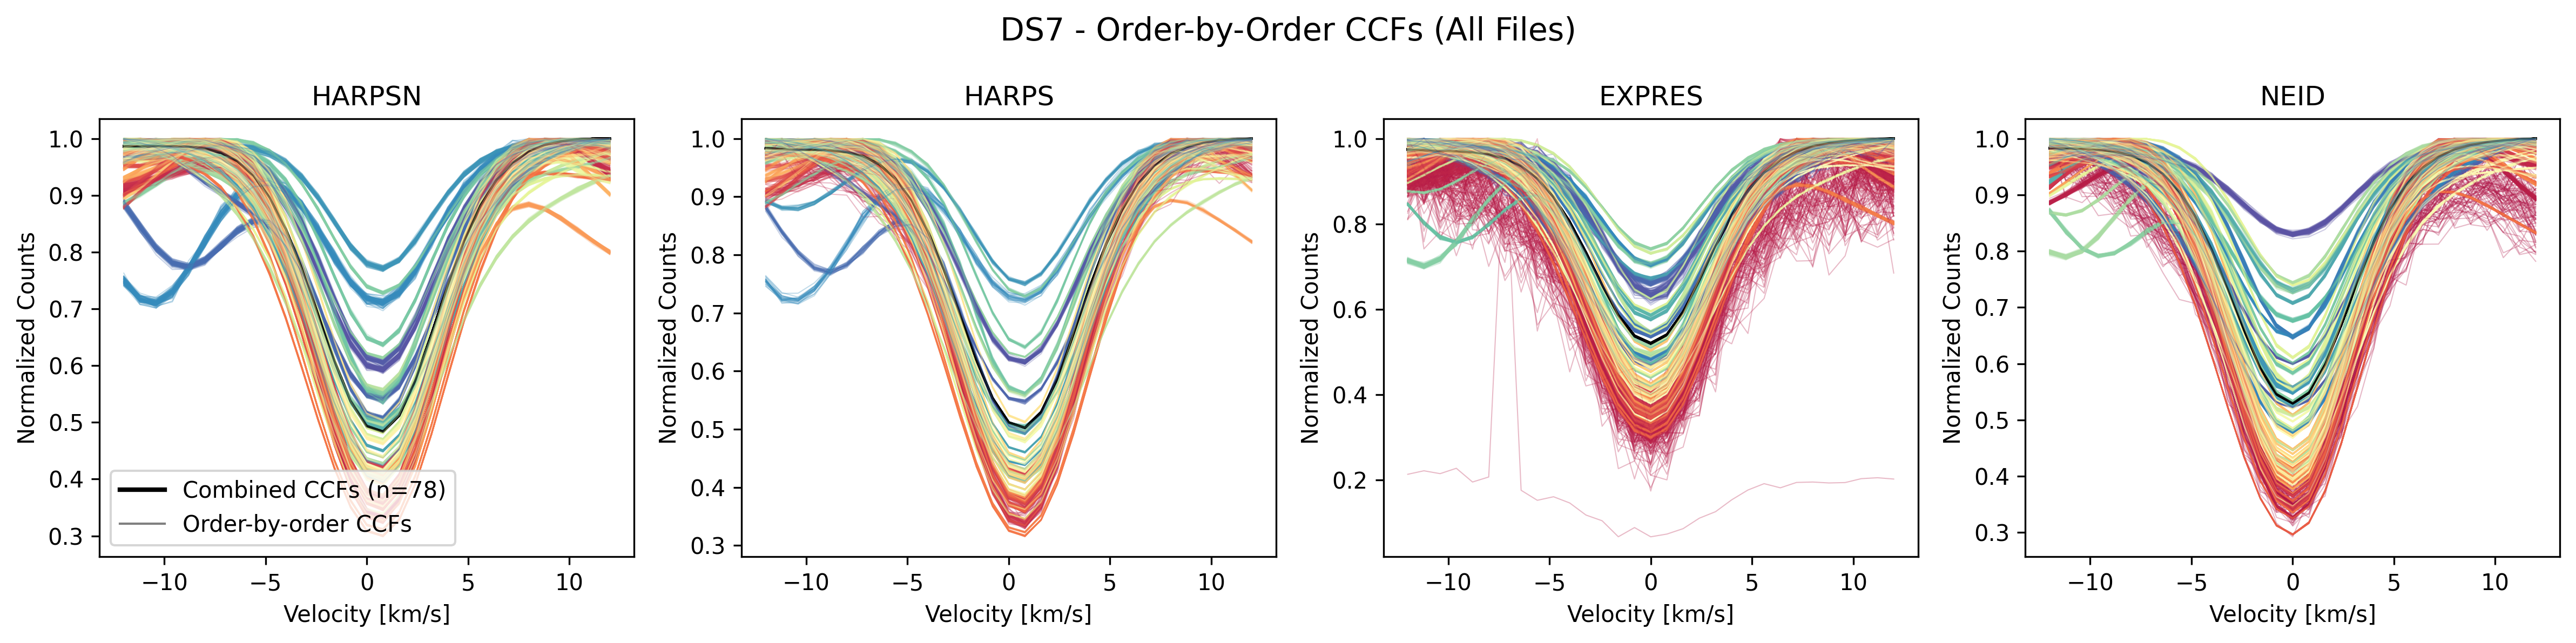 DS7 - Order-by-Order CCFs (All Files)
HARPSN
1.0
0.9
0.8
0.7
0.6
0.5
0.4
0.3
Normalized Counts
Combined CCFs (n=78)
Order-by-order CCFs
−10 −5 0 5 10
Velocity [km/s]
HARPS
1.0
0.9
0.8
0.7
0.6
0.5
0.4
0.3
Normalized Counts
−10 −5 0 5 10
Velocity [km/s]
EXPRES
1.0
0.8
0.6
0.4
0.2
Normalized Counts
−10 −5 0 5 10
Velocity [km/s]
NEID
1.0
0.9
0.8
0.7
0.6
0.5
0.4
0.3
Normalized Counts
−10 −5 0 5 10
Velocity [km/s]